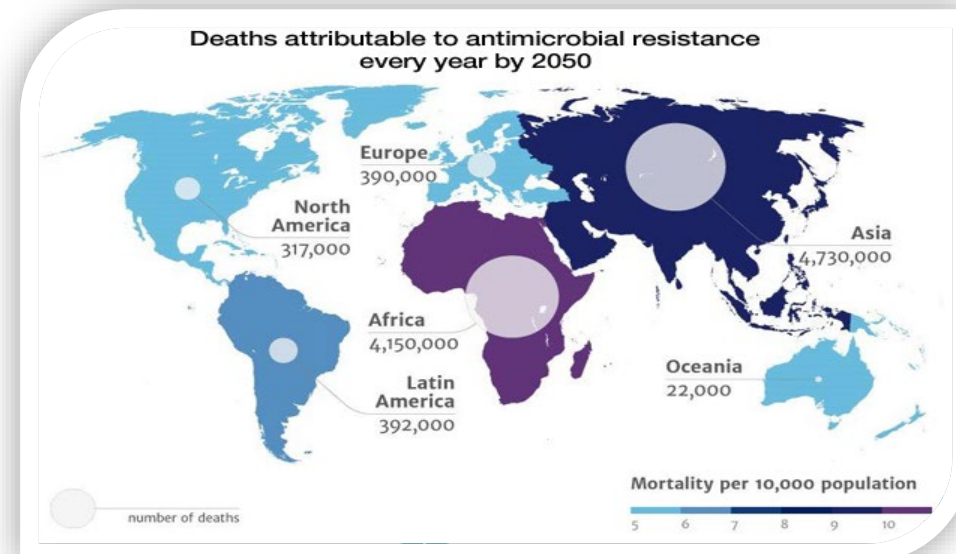 Deaths attributable to antimicrobial resistance
every year by 2050
Europe
390,000
North
America
317,000
Asia
4,730,000
Africa
4,150,000
Oceania
22,000
Latin
America
392,000
Mortality per 10,000 population
number of deaths
5 6 7 8 9 10